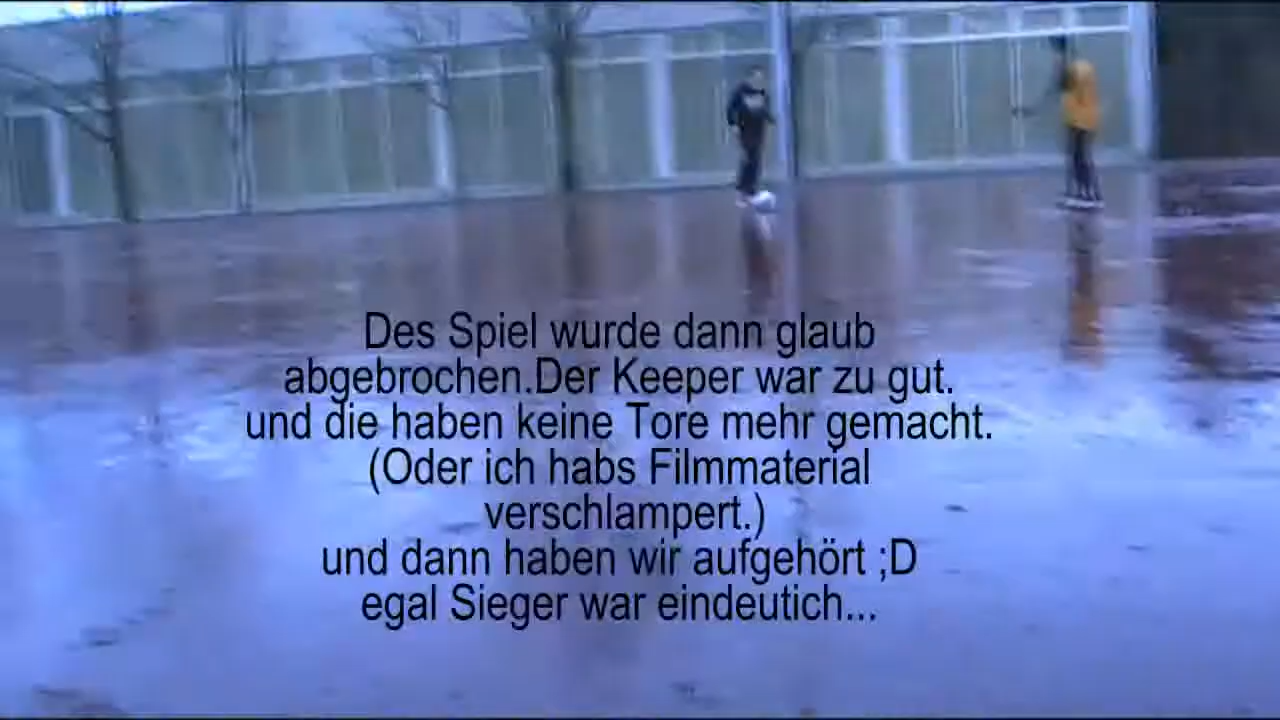 Des Spiel wurde dann glaub
abgebrochen.Der Keeper war zu gut.
und die haben keine Tore mehr gemacht.
(Oder ich habs Filmmaterial
verschlampert.)
und dann haben wir aufgehört ;D
egal Sieger war eindeutich...